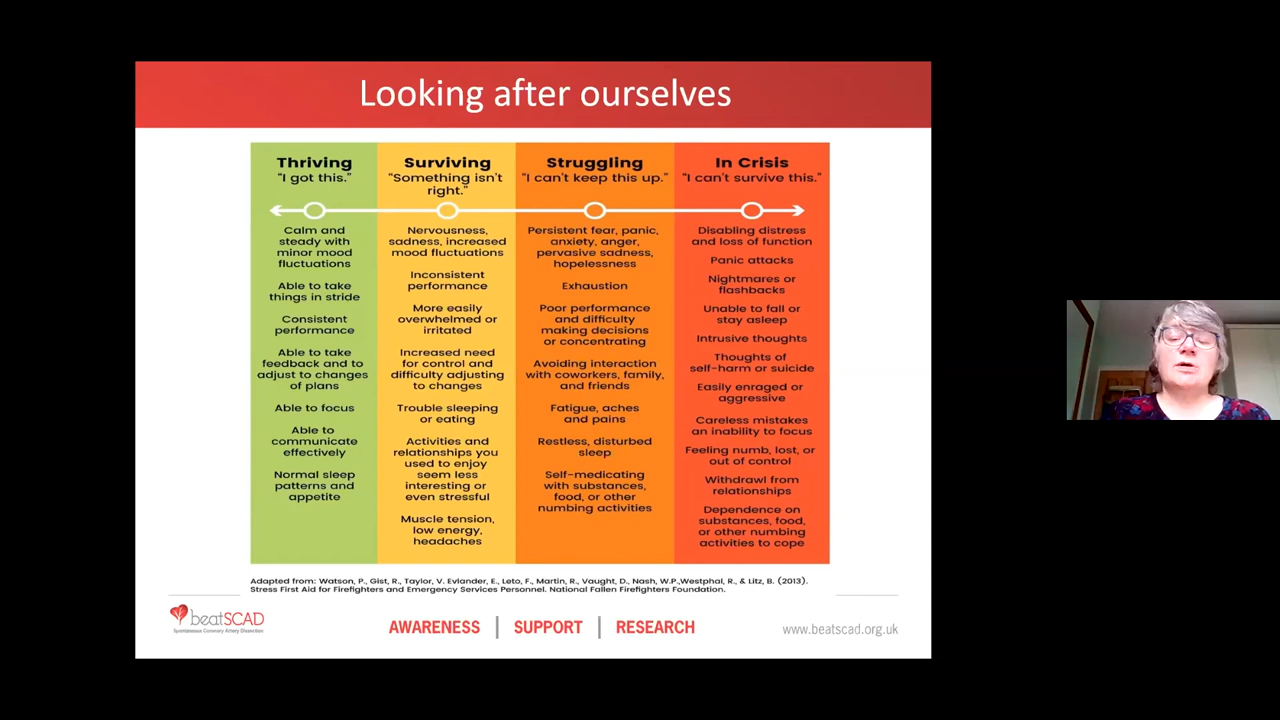 Looking after ourselves
Thriving
"I got this."
Calm and
steady with
minor mood
fluctuations
Able to take
things in stride
Consistent
performance
Able to take
feedback and to
adjust to changes
of plans
Able to focus
Able to
communicate
effectively
Normal sleep
patterns and
appetite
Surviving
"Something isn't
right."
Nervousness,
sadness, increased
mood fluctuations
Inconsistent
performance
More easily
overwhelmed or
irritated
Increased need
for control and
difficulty adjusting
to changes
Trouble sleeping
or eating
Activities and
relationships you
used to enjoy
seem less
interesting or
even stressful
Muscle tension,
low energy,
headaches
Struggling
"I can't keep this up."
Persistent fear, panic,
anxiety, anger,
pervasive sadness,
hopelessness
Exhaustion
Poor performance
and difficulty
making decisions
or concentrating
Avoiding interaction
with coworkers, family,
and friends
Fatigue, aches
and pains
Restless, disturbed
sleep
Self-medicating
with substances,
food, or other
numbing activities
In Crisis
"I can't survive this."
Disabling distress
and loss of function
Panic attacks
Nightmares or
flashbacks
Unable to fall or
stay asleep
Intrusive thoughts
Thoughts of
self-harm or suicide
Easily enraged or
aggressive
Careless mistakes
an inability to focus
Feeling numb, lost, or
out of control
Withdrawl from
relationships
Dependence on
substances, food,
or other numbing
activities to cope
Adapted from: Watson, P., Gist, R., Taylor, V. Evlander, E., Leto, F., Martin, R., Vaught, D., Nash, W.P.,Westphal, R., & Litz, B. (2013).
Stress First Aid for Firefighters and Emergency Services Personnel. National Fallen Firefighters Foundation.
beatSCAD
Spontaneous Coronary Artery Dissection
AWARENESS | SUPPORT | RESEARCH
www.beatscad.org.uk